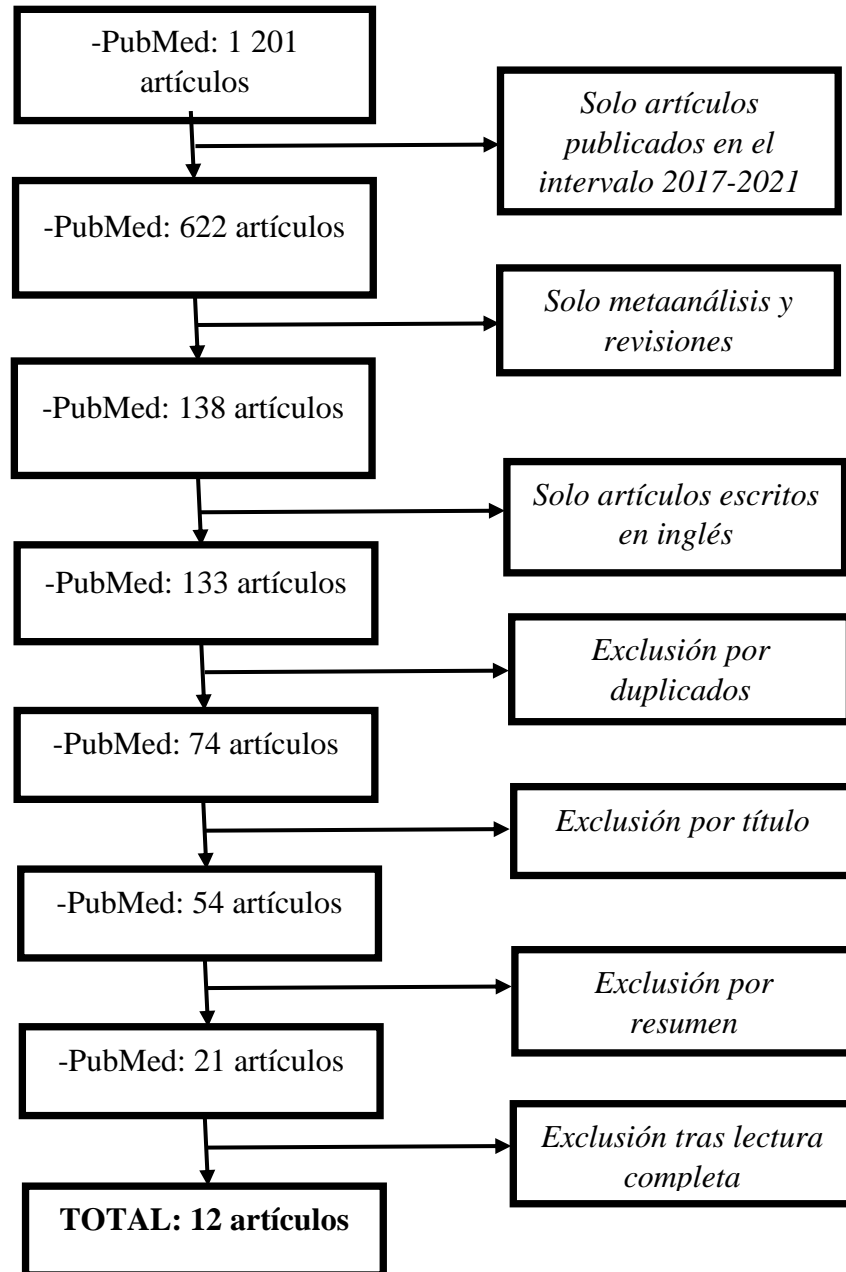 -PubMed: 1 201
artículos
Solo artículos
publicados en el
intervalo 2017-2021
-PubMed: 622 artículos
Solo metaanálisis y
revisiones
-PubMed: 138 artículos
Solo artículos escritos
en inglés
-PubMed: 133 artículos
Exclusión por
duplicados
-PubMed: 74 artículos
Exclusión por título
-PubMed: 54 artículos
Exclusión por
resumen
-PubMed: 21 artículos
Exclusión tras lectura
completa
TOTAL: 12 artículos